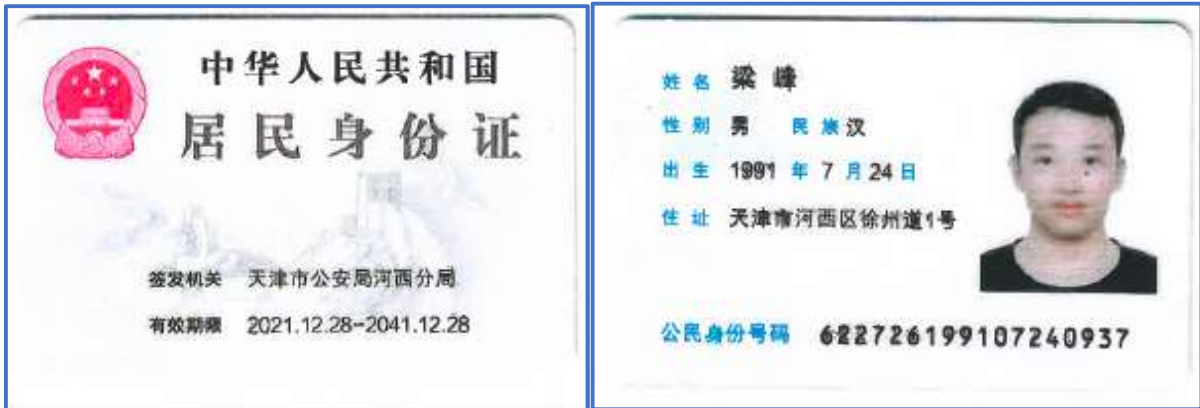 中华人民共和国
居民身份证
签发机关 天津市公安局河西分局
有效期限 2021.12.28-2041.12.28
姓名 梁峰
性别 男 民族 汉
出生 1991 年 7 月 24 日
住址 天津市河西区徐州道1号
公民身份号码 622726199107240937